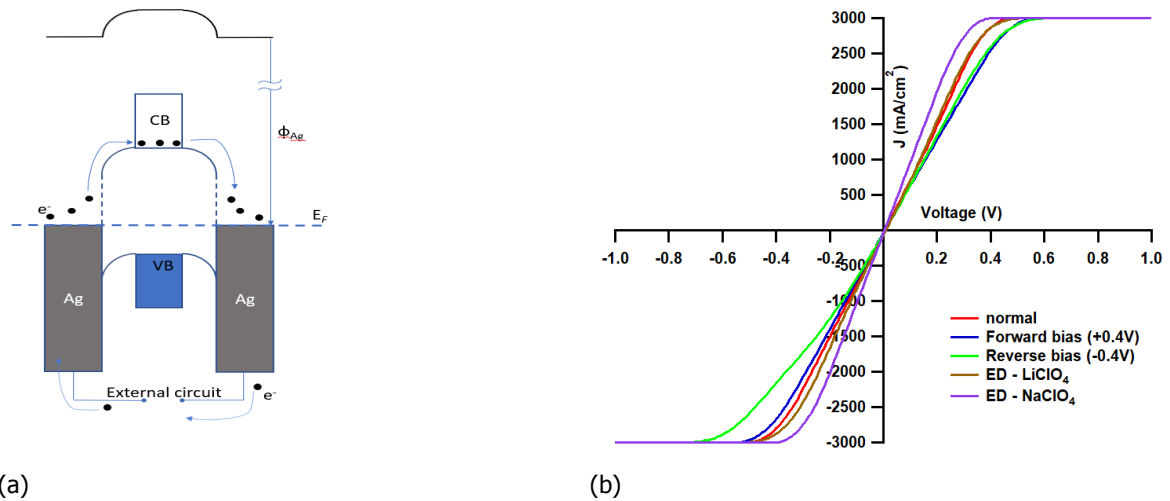 CB
ϕAg
e-
EF
VB
Ag
Ag
External circuit
e-
(a)
3000
2500
2000
1500
1000
500
J (mA/cm2)
Voltage (V)
-1.0
-0.8
-0.6
-0.4
-0.2
0.2
0.4
0.6
0.8
1.0
-500
-1000
-1500
-2000
-2500
-3000
normal
Forward bias (+0.4V)
Reverse bias (-0.4V)
ED - LiClO4
ED - NaClO4
(b)